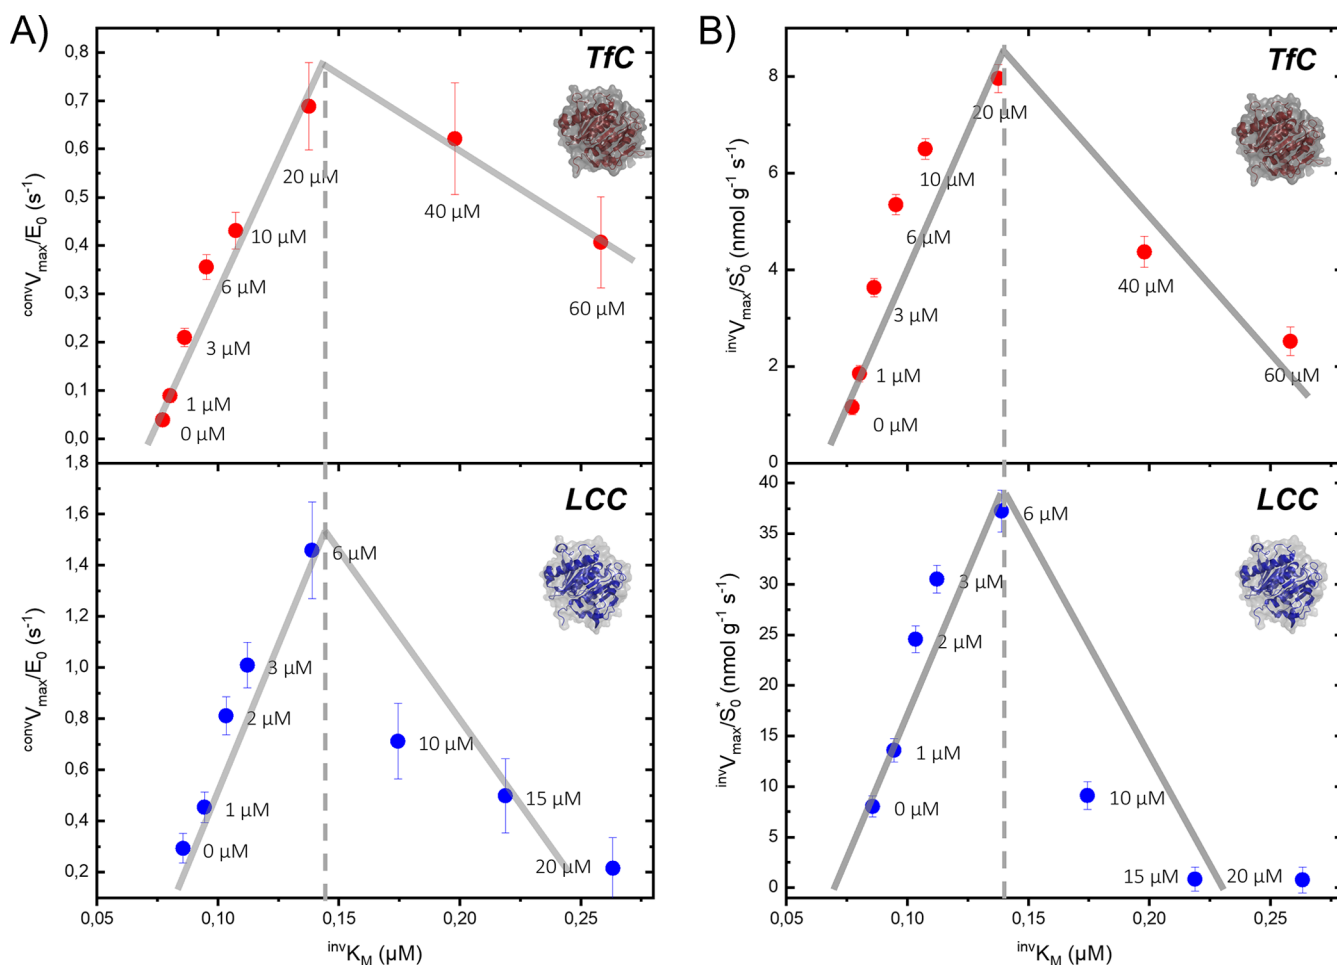 A)
TfC
0,8
0,7
0,6
0,5
0,4
0,3
0,2
0,1
0,0
convVmax/E0 (s-1)
20 µM
40 µM
10 µM
6 µM
60 µM
3 µM
1 µM
0 µM
LCC
1,8
1,6
1,4
1,2
1,0
0,8
0,6
0,4
0,2
convVmax/E0 (s-1)
6 µM
3 µM
2 µM
10 µM
15 µM
1 µM
0 µM
20 µM
0,05
0,10
0,15
0,20
0,25
invKM (µM)
B)
TfC
8
6
4
2
0
invVmax/S0* (nmol g-1 s-1)
20 µM
10 µM
6 µM
40 µM
3 µM
60 µM
1 µM
0 µM
LCC
40
35
30
25
20
15
10
5
0
invVmax/S0* (nmol g-1 s-1)
6 µM
3 µM
2 µM
1 µM
10 µM
0 µM
15 µM
20 µM
0,05
0,10
0,15
0,20
0,25
invKM (µM)